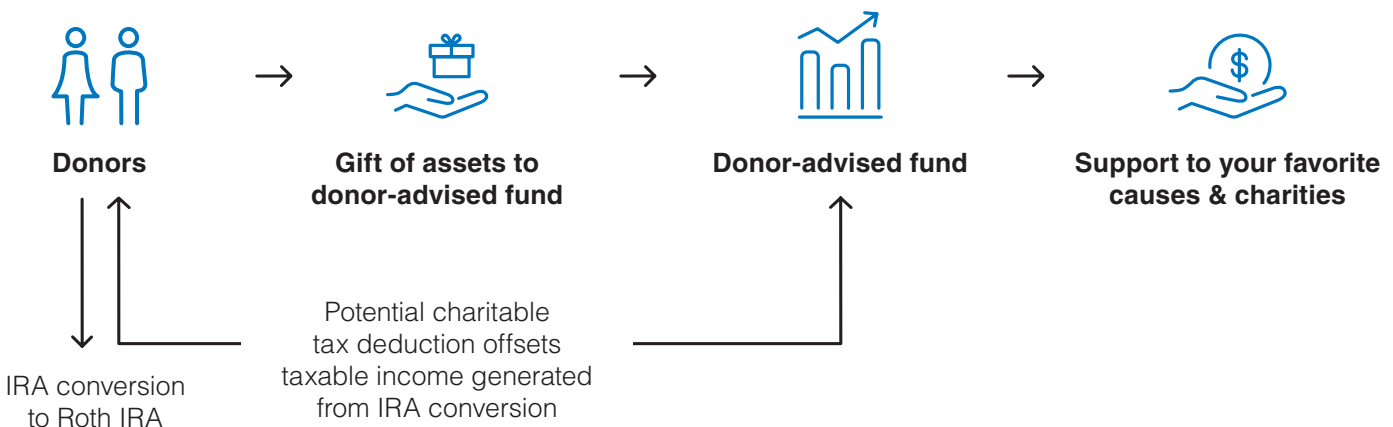 $
Donors
Gift of assets to
donor-advised fund
Donor-advised fund
Support to your favorite
causes & charities
Potential charitable
tax deduction offsets
taxable income generated
from IRA conversion
IRA conversion
to Roth IRA